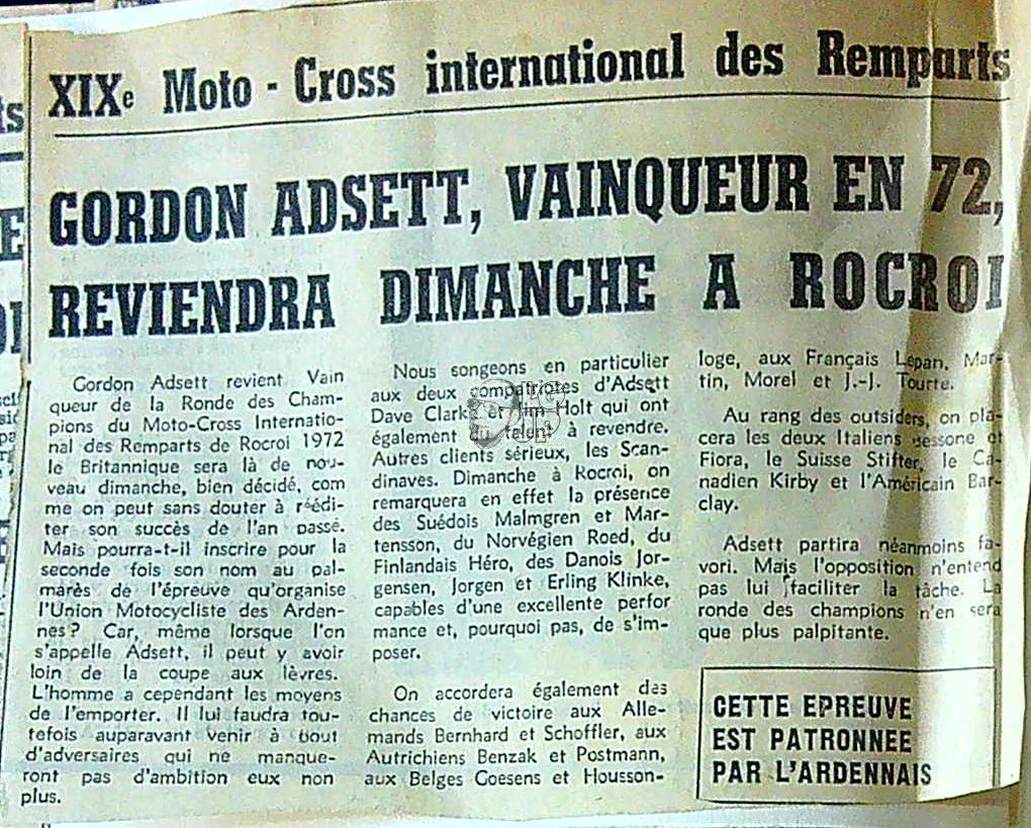 XIXe Moto - Cross international des Remparts
GORDON ADSETT, VAINQUEUR EN 72,
REVIENDRA DIMANCHE A ROCROI
Gordon Adsett revient Vain
queur de la Ronde des Cham-
pions du Moto-Cross Internatio-
nal des Remparts de Rocroi 1972
le Britannique sera là de nou-
veau dimanche, bien décidé, com
me on peut sans douter à réédi-
ter son succès de l'an passé.
Mais pourra-t-il inscrire pour la
seconde fois son nom au pal-
marès de l'épreuve qu'organise
l'Union Motocycliste des Arden-
nes? Car, même lorsque l'on
s'appelle Adsett, il peut y avoir
loin de la coupe aux lèvres.
L'homme a cependant les moyens
de l'emporter. Il lui faudra tou-
tefois auparavant venir à bout
d'adversaires qui ne manque-
ront pas d'ambition eux non
plus.
Nous songeons en particulier
aux deux compatriotes d'Adsett
Dave Clark et Jim Holt qui ont
également du talent à revendre.
Autres clients sérieux, les Scan-
dinaves. Dimanche à Rocroi, on
remarquera en effet la présence
des Suédois Malmgren et Mar-
tensson, du Norvégien Roed, du
Finlandais Héro, des Danois Jor-
gensen, Jorgen et Erling Klinke,
capables d'une excellente perfor
mance et, pourquoi pas, de s'im-
poser.
On accordera également des
chances de victoire aux Alle-
mands Bernhard et Schoffler, aux
Autrichiens Benzak et Postmann,
aux Belges Goesens et Housson-
loge, aux Français Lepan, Mar-
tin, Morel et J.-J. Tourte.
Au rang des outsiders, on pla-
cera les deux Italiens et
Fiora, le Suisse Stifter, le Ca-
nadien Kirby et l'Américain Bar-
clay.
Adsett partira néanmoins fa-
vori. Mais l'opposition n'entend
pas lui faciliter la tâche. La
ronde des champions n'en sera
que plus palpitante.
CETTE EPREUVE
EST PATRONNEE
PAR L'ARDENNAIS